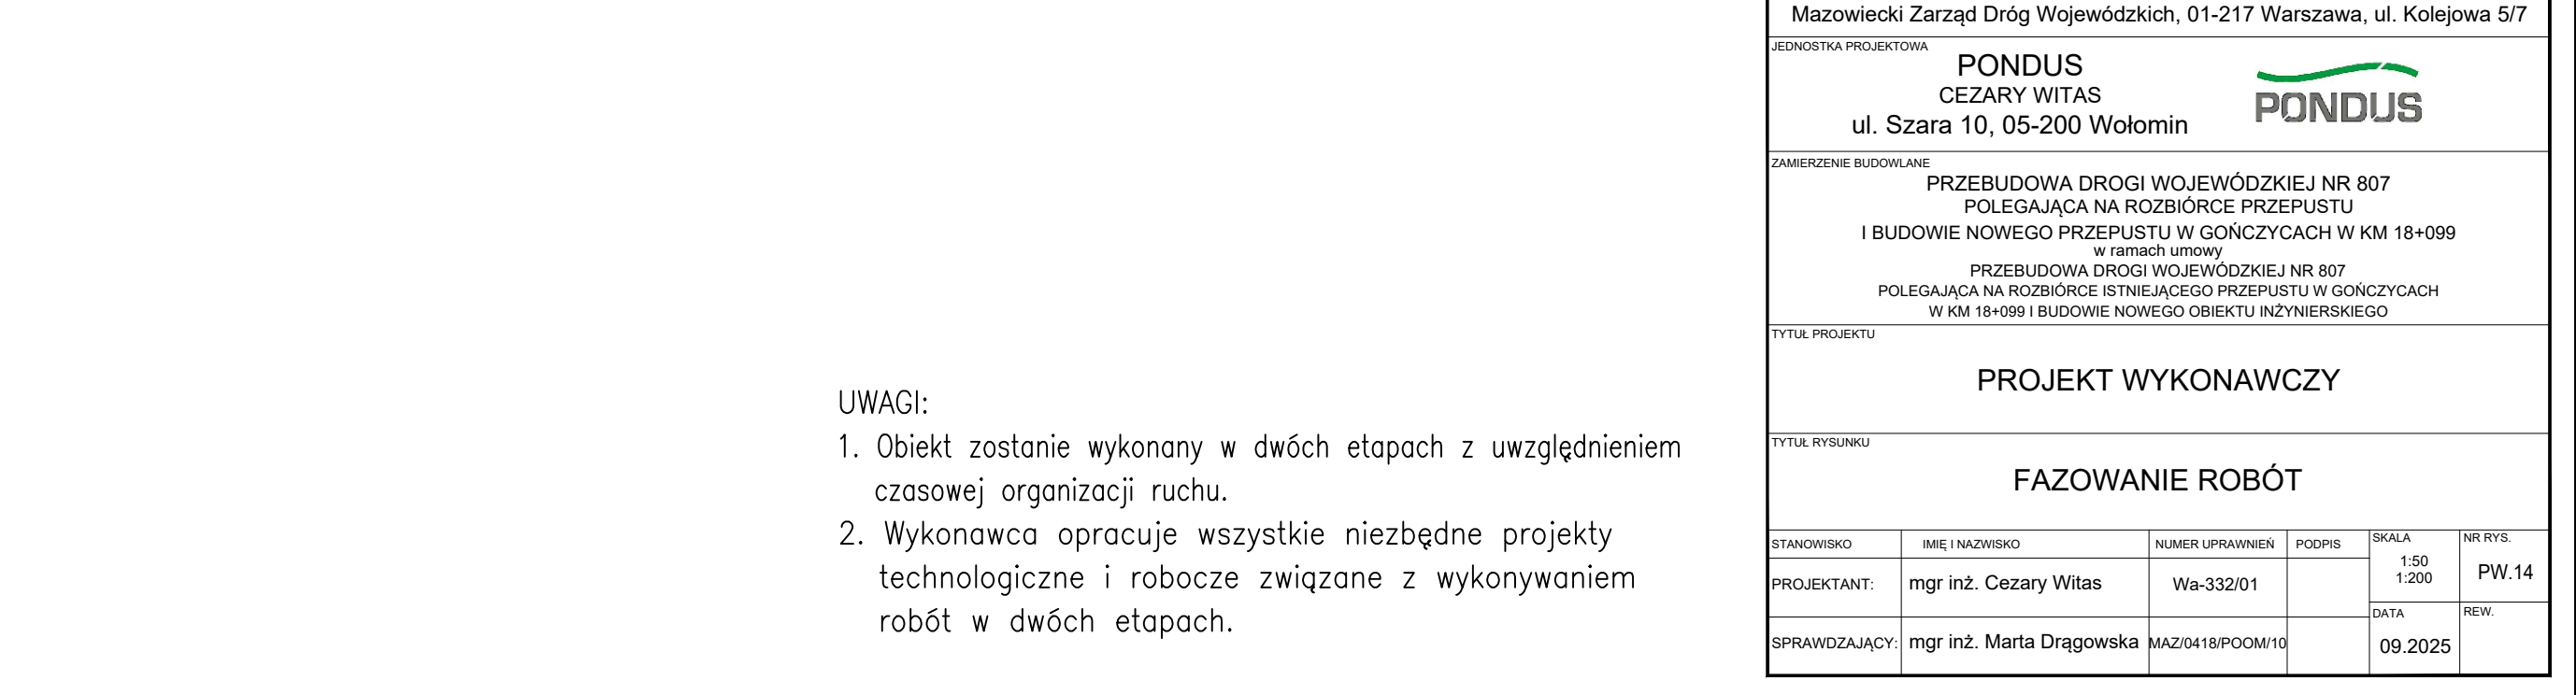 UWAGI:
1. Obiekt zostanie wykonany w dwóch etapach z uwzględnieniem
czasowej organizacji ruchu.
2. Wykonawca opracuje wszystkie niezbędne projekty
technologiczne i robocze związane z wykonywaniem
robót w dwóch etapach.
Mazowiecki Zarząd Dróg Wojewódzkich, 01-217 Warszawa, ul. Kolejowa 5/7
JEDNOSTKA PROJEKTOWA
PONDUS
CEZARY WITAS
ul. Szara 10, 05-200 Wołomin
PONDUS
ZAMIERZENIE BUDOWLANE
PRZEBUDOWA DROGI WOJEWÓDZKIEJ NR 807
POLEGAJĄCA NA ROZBIÓRCE PRZEPUSTU
I BUDOWIE NOWEGO PRZEPUSTU W GOŃCZYCACH W KM 18+099
w ramach umowy
PRZEBUDOWA DROGI WOJEWÓDZKIEJ NR 807
POLEGAJĄCA NA ROZBIÓRCE ISTNIEJĄCEGO PRZEPUSTU W GOŃCZYCACH
W KM 18+099 I BUDOWIE NOWEGO OBIEKTU INŻYNIERSKIEGO
TYTUŁ PROJEKTU
PROJEKT WYKONAWCZY
TYTUŁ RYSUNKU
FAZOWANIE ROBÓT
STANOWISKO IMIĘ I NAZWISKO NUMER UPRAWNIEŃ PODPIS SKALA NR RYS.
1:50
1:200
PW.14
PROJEKTANT: mgr inż. Cezary Witas Wa-332/01
DATA REW.
SPRAWDZAJĄCY: mgr inż. Marta Drągowska MAZ/0418/POOM/10 09.2025